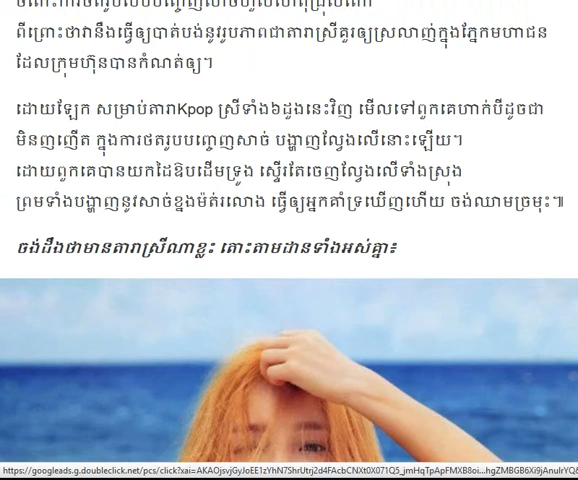 ពីព្រោះថាវានឹងធ្វើឲ្យបាត់បង់នូវរូបភាពជាតារាស្រីគួរឲ្យស្រលាញ់ក្នុងភ្នែកមហាជន
ដែលក្រុមហ៊ុនបានកំណត់ឲ្យ។
ដោយឡែក សម្រាប់តារាKpop ស្រីទាំង៦ដួងនេះវិញ មើលទៅពួកគេហាក់បីដូចជា
មិនញញើត ក្នុងការថតរូបបញ្ចេញសាច់ បង្ហាញល្វែងលើនោះឡើយ។
ដោយពួកគេបានយកដៃឱបដើមទ្រូង ស្ទើរតែចេញល្វែងលើទាំងស្រុង
ព្រមទាំងបង្ហាញនូវសាច់ខ្នងម៉ត់រលោង ធ្វើឲ្យអ្នកគាំទ្រឃើញហើយ ចង់ឈាមច្រមុះ៕
ចង់ដឹងថាមានតារាស្រីណាខ្លះ តោះតាមដានទាំងអស់គ្នា៖